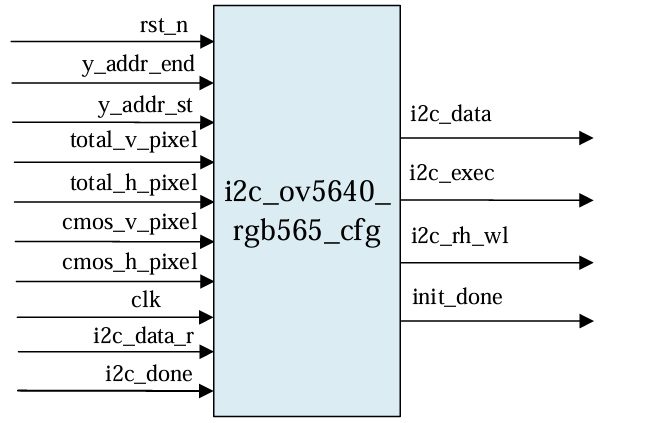 rst_n
y_addr_end
y_addr_st
total_v_pixel
total_h_pixel
cmos_v_pixel
cmos_h_pixel
clk
i2c_data_r
i2c_done
i2c_ov5640_
rgb565_cfg
i2c_data
i2c_exec
i2c_rh_wl
init_done